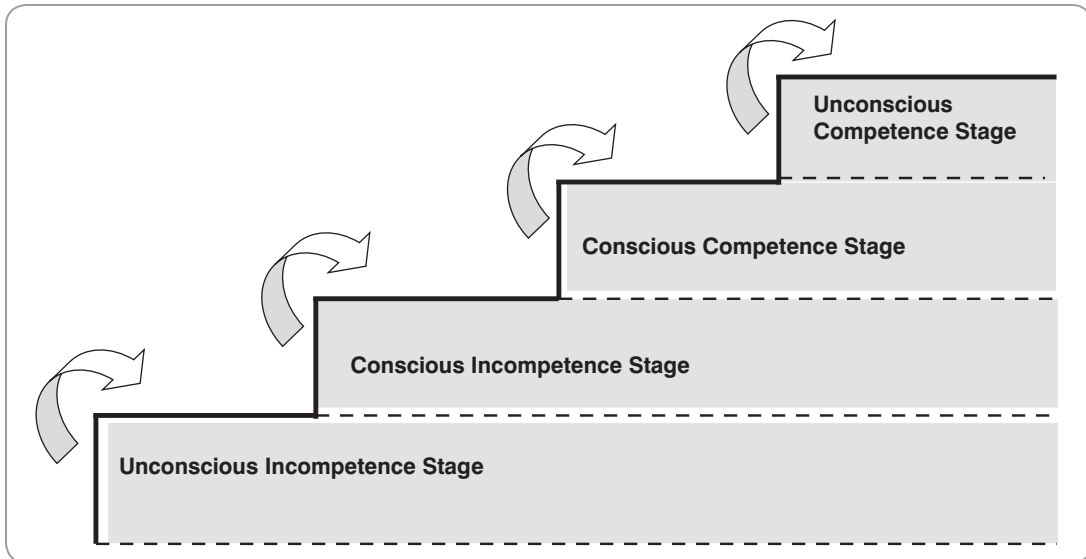 Unconscious
Competence Stage
Conscious Competence Stage
Conscious Incompetence Stage
Unconscious Incompetence Stage